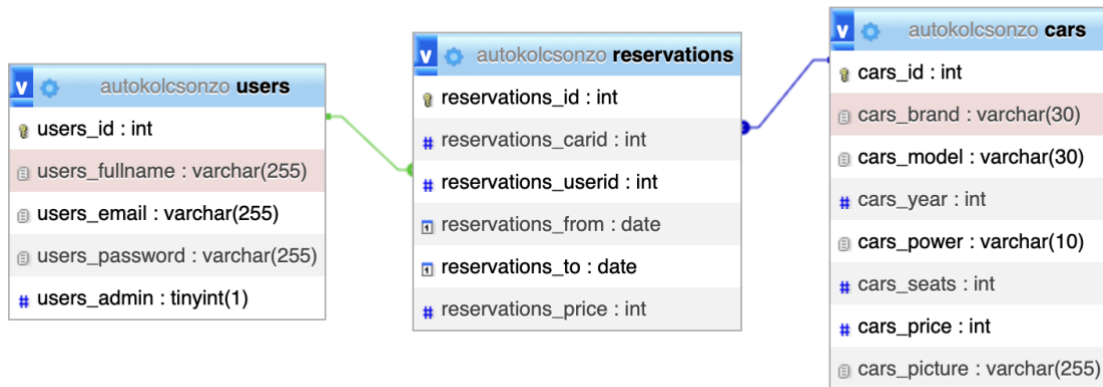 v autokolcsonzo users
users_id : int
users_fullname : varchar(255)
users_email : varchar(255)
users_password : varchar(255)
# users_admin : tinyint(1)
v autokolcsonzo reservations
reservations_id : int
# reservations_carid : int
# reservations_userid : int
reservations_from : date
reservations_to : date
# reservations_price : int
v autokolcsonzo cars
cars_id : int
cars_brand : varchar(30)
cars_model : varchar(30)
# cars_year : int
cars_power : varchar(10)
# cars_seats : int
# cars_price : int
cars_picture : varchar(255)